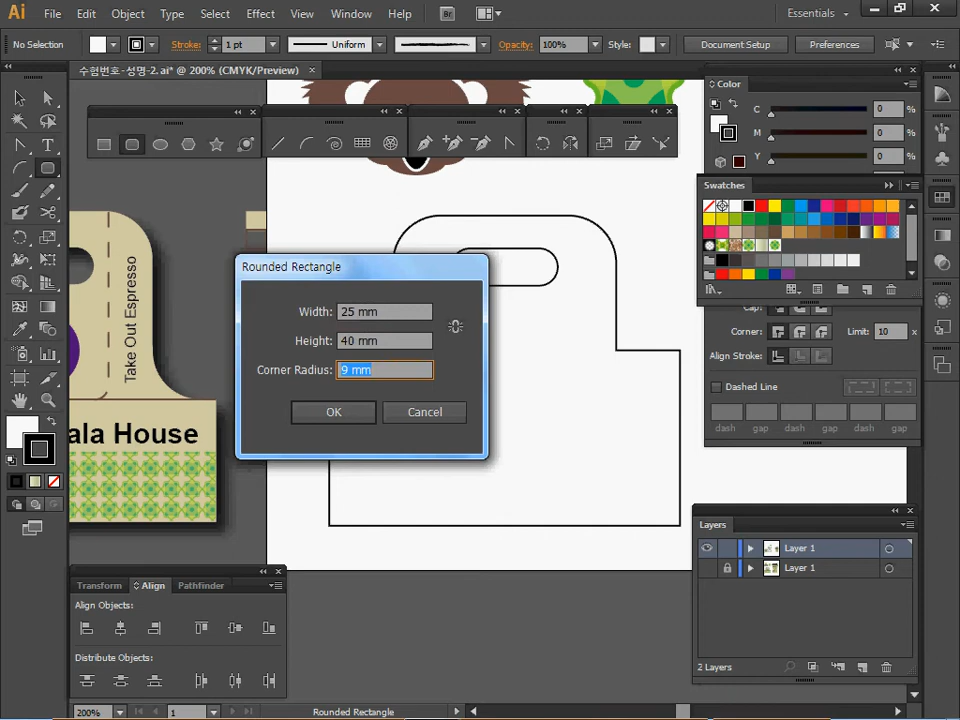 Ai File Edit Object Type Select Effect View Window Help Br Essentials
No Selection Stroke: 1 pt Uniform Opacity: 100% Style: Document Setup Preferences
수험번호-성명-2.ai* @ 200% (CMYK/Preview)
Color
C 0 %
M 0 %
Y 0 %
Swatches
Rounded Rectangle
Width: 25 mm
Height: 40 mm
Corner Radius: 9 mm
OK Cancel
Take Out Espresso
ala House
Cap:
Corner: Limit: 10 x
Align Stroke:
Dashed Line
dash gap dash gap dash gap
Layers
Layer 1
Layer 1
2 Layers
Transform Align Pathfinder
Align Objects:
Distribute Objects:
200% 1 Rounded Rectangle